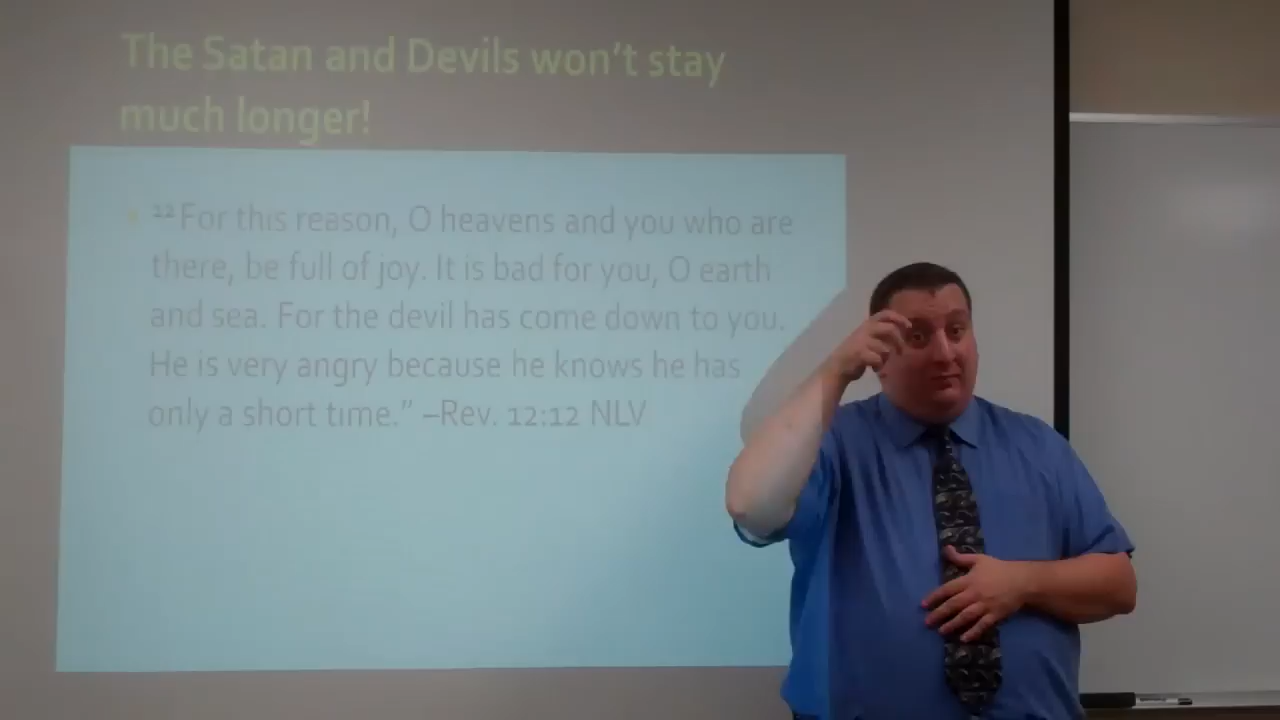 The Satan and Devils won't stay
much longer!
¹²For this reason, O heavens and you who are
there, be full of joy. It is bad for you, O earth
and sea. For the devil has come down to you.
He is very angry because he knows he has
only a short time.” –Rev. 12:12 NLV